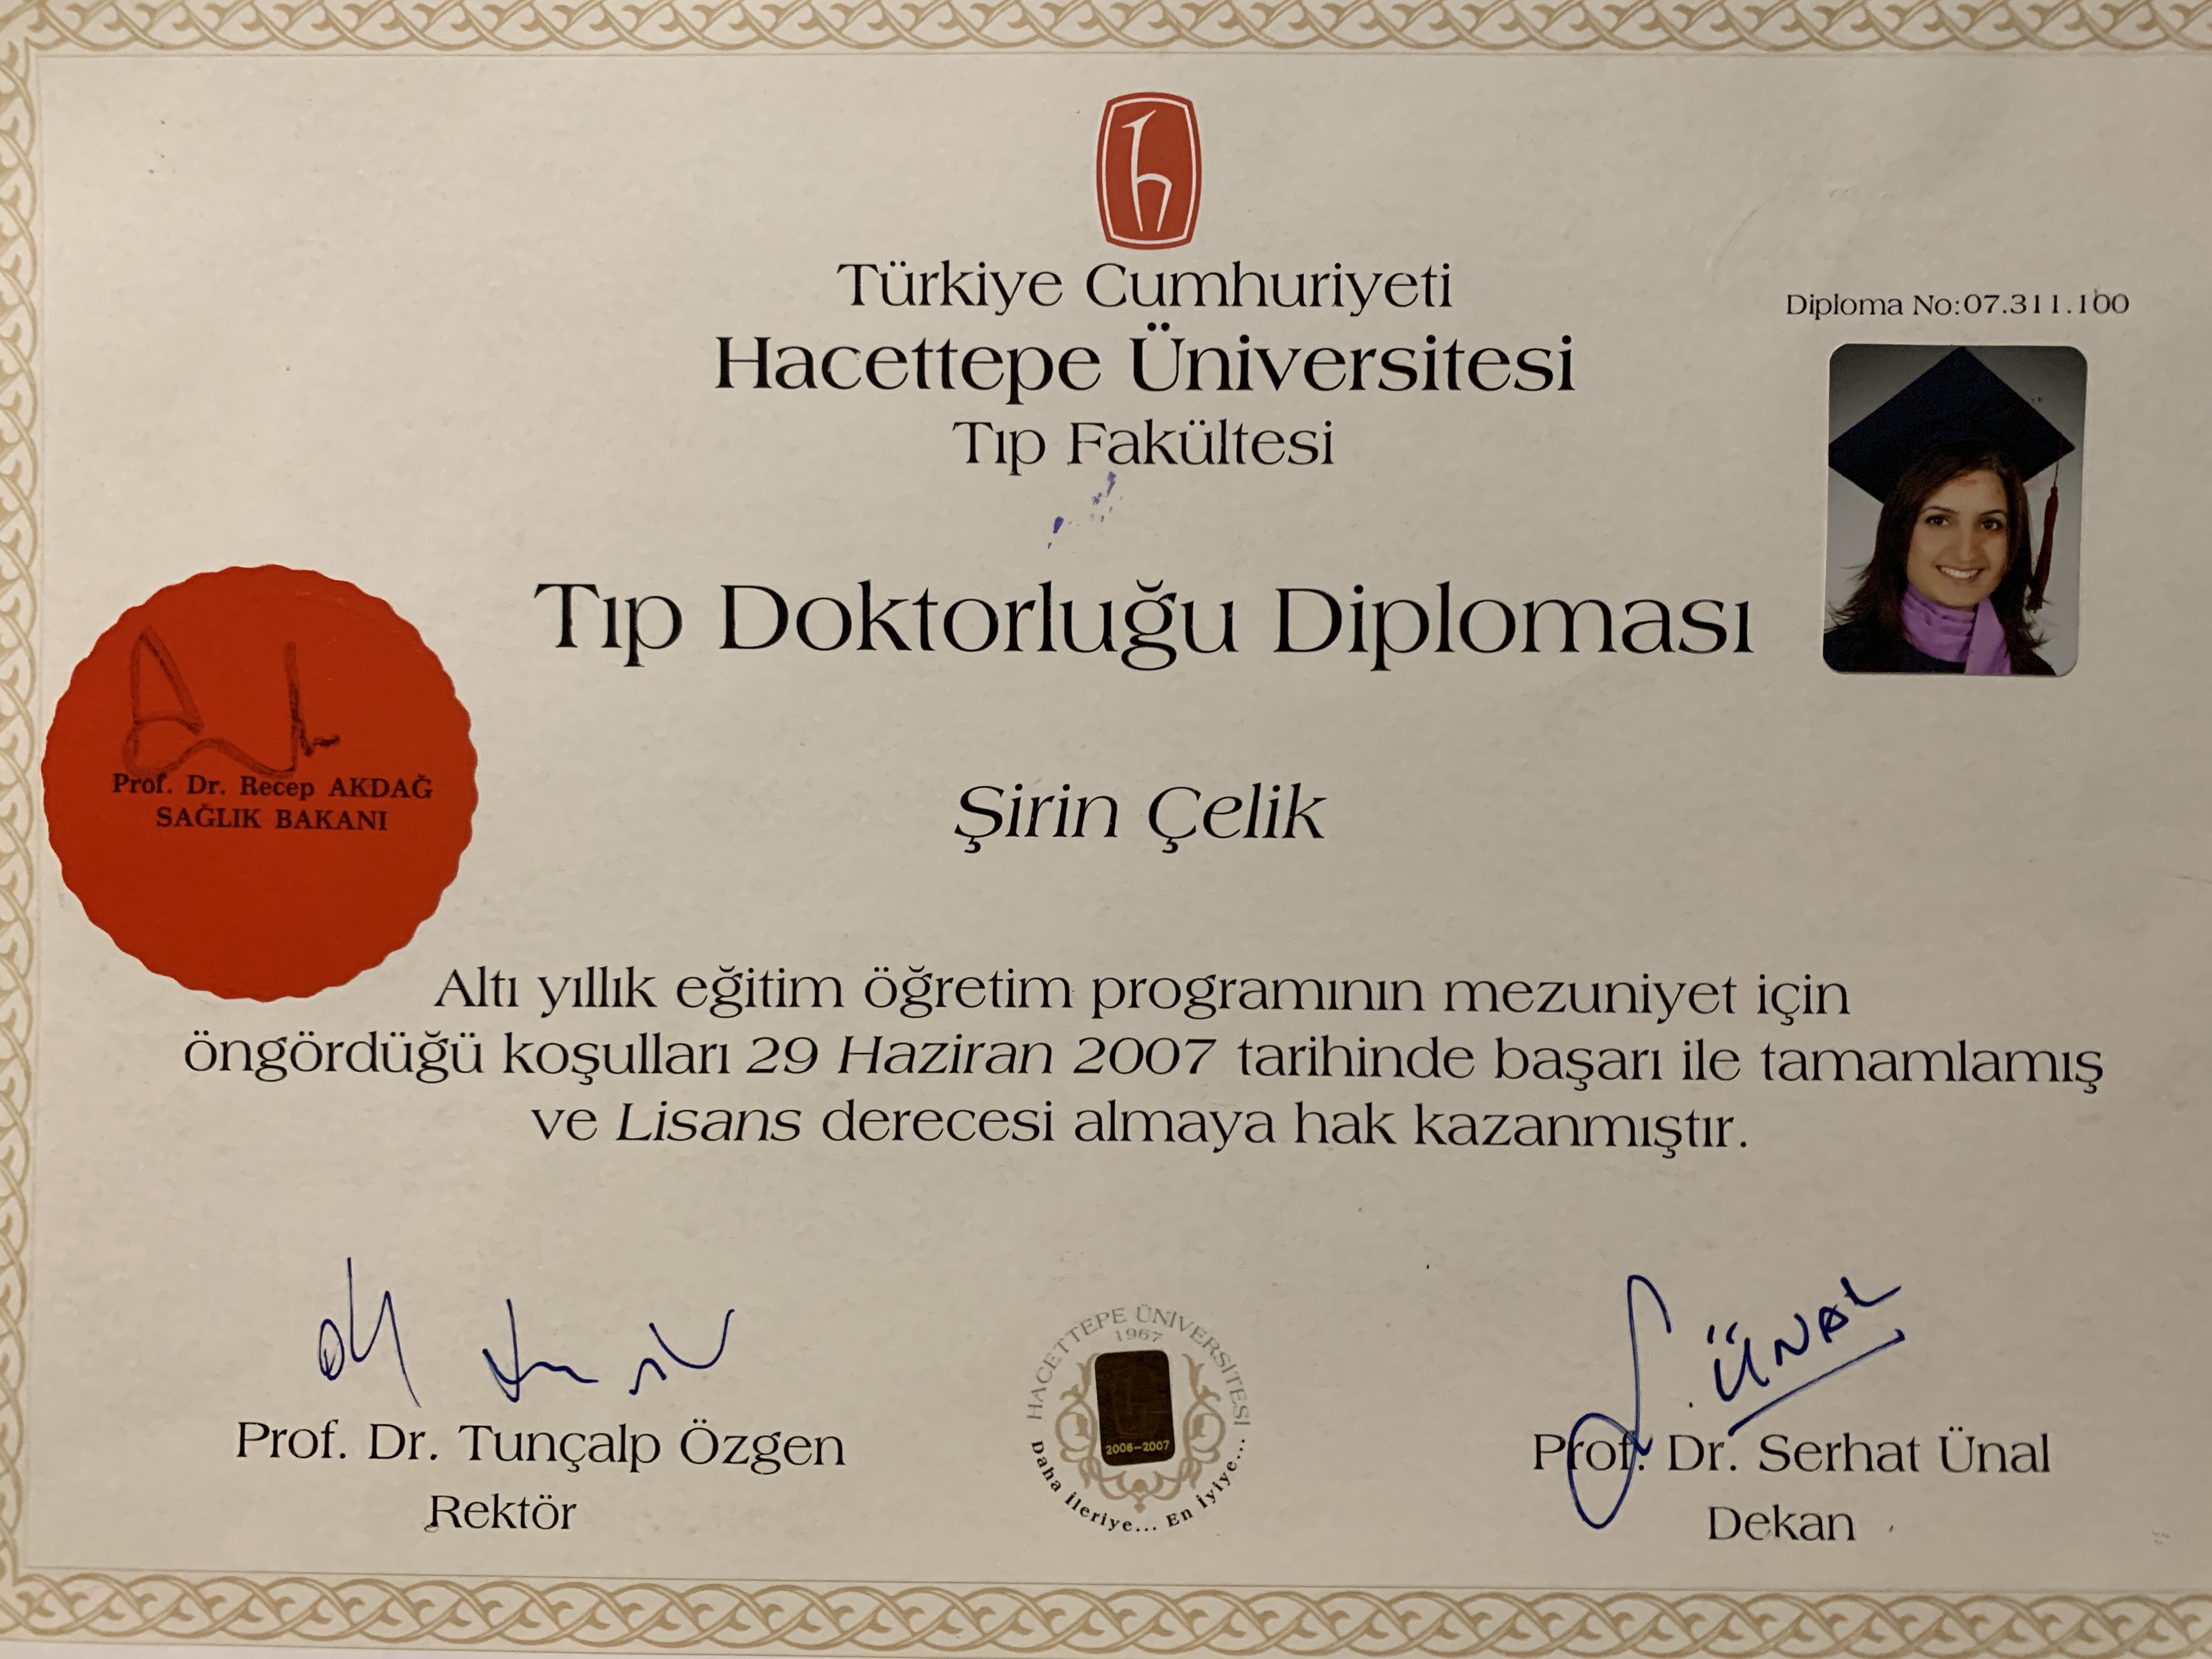 Türkiye Cumhuriyeti
Hacettepe Üniversitesi
Tıp Fakültesi
Diploma No:07.311.100
Tıp Doktorluğu Diploması
Prof. Dr. Recep AKDAĞ
SAĞLIK BAKANI
Şirin Çelik
Altı yıllık eğitim öğretim programının mezuniyet için
öngördüğü koşulları 29 Haziran 2007 tarihinde başarı ile tamamlamış
ve Lisans derecesi almaya hak kazanmıştır.
S. ÜNAL
Prof. Dr. Tunçalp Özgen
Rektör
HACETTEPE ÜNİVERSİTESİ
1967
2006-2007
Daha İleriye... En İyiye...
Prof. Dr. Serhat Ünal
Dekan